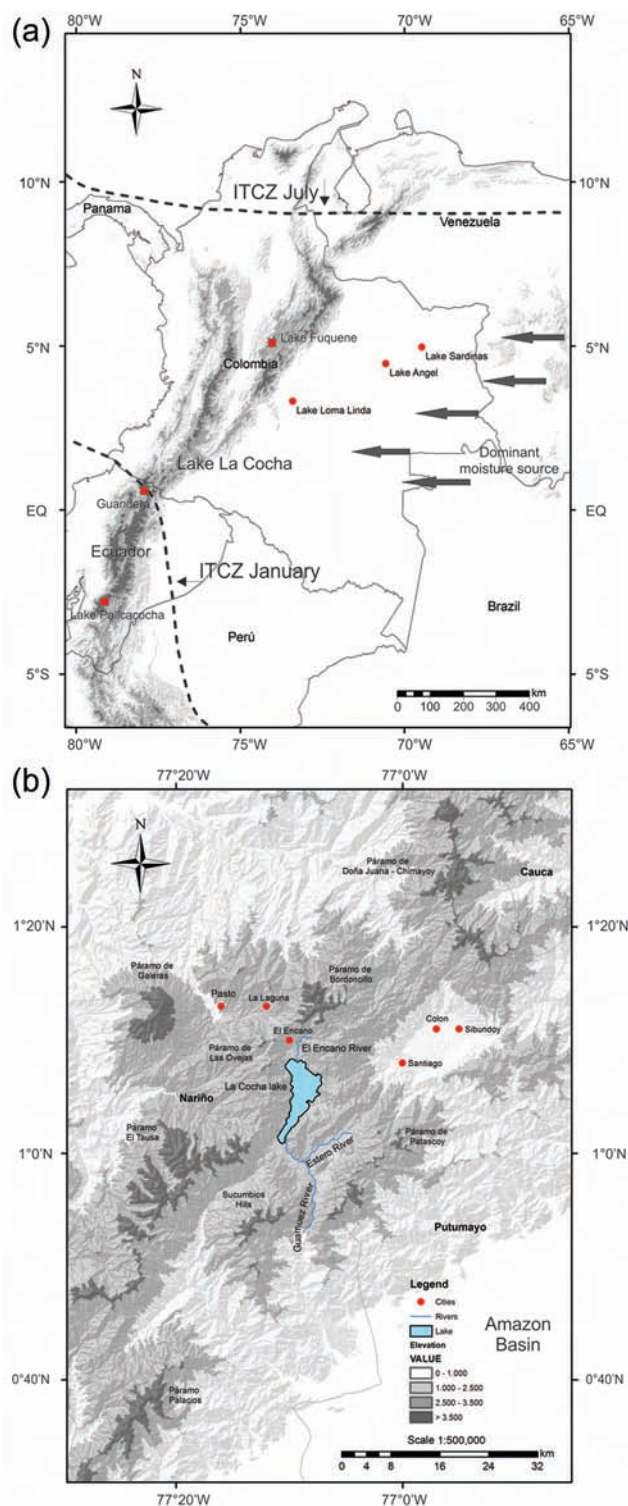 (a)
80°W
75°W
70°W
65°W
N
10°N
ITCZ July
Panama
Venezuela
5°N
Lake Fuquene
Colombia
Lake Sardinas
Lake Angel
Lake Loma Linda
Lake La Cocha
Dominant
moisture source
EQ
EQ
Guandera
Ecuador
ITCZ January
Lake Pallcacocha
Brazil
Perú
5°S
5°S
0 100 200 300 400
km
80°W
75°W
70°W
65°W
(b)
77°20'
77°0'
N
Páramo de
Doña Juana - Chimayoy
Cauca
1°20'N
1°20'N
Páramo de
Galeras
Páramo de
Bordoncillo
Pasto
La Laguna
Colon
Sibundoy
El Encano
El Encano River
Páramo de
Las Ovejas
Santiago
La Cocha lake
Nariño
Páramo
El Tausa
Páramo de
Patascoy
1°0'N
1°0'N
Estero River
Sucumbios
Hills
Guamuez River
Putumayo
Legend
Cities
Rivers
Lake
Elevation
VALUE
0 - 1.000
1.000 - 2.500
2.500 - 3.500
> 3.500
Amazon
Basin
0°40'N
0°40'N
Páramo
Palacios
Scale 1:500,000
km
0 4 8 16 24 32
77°20'
77°0'